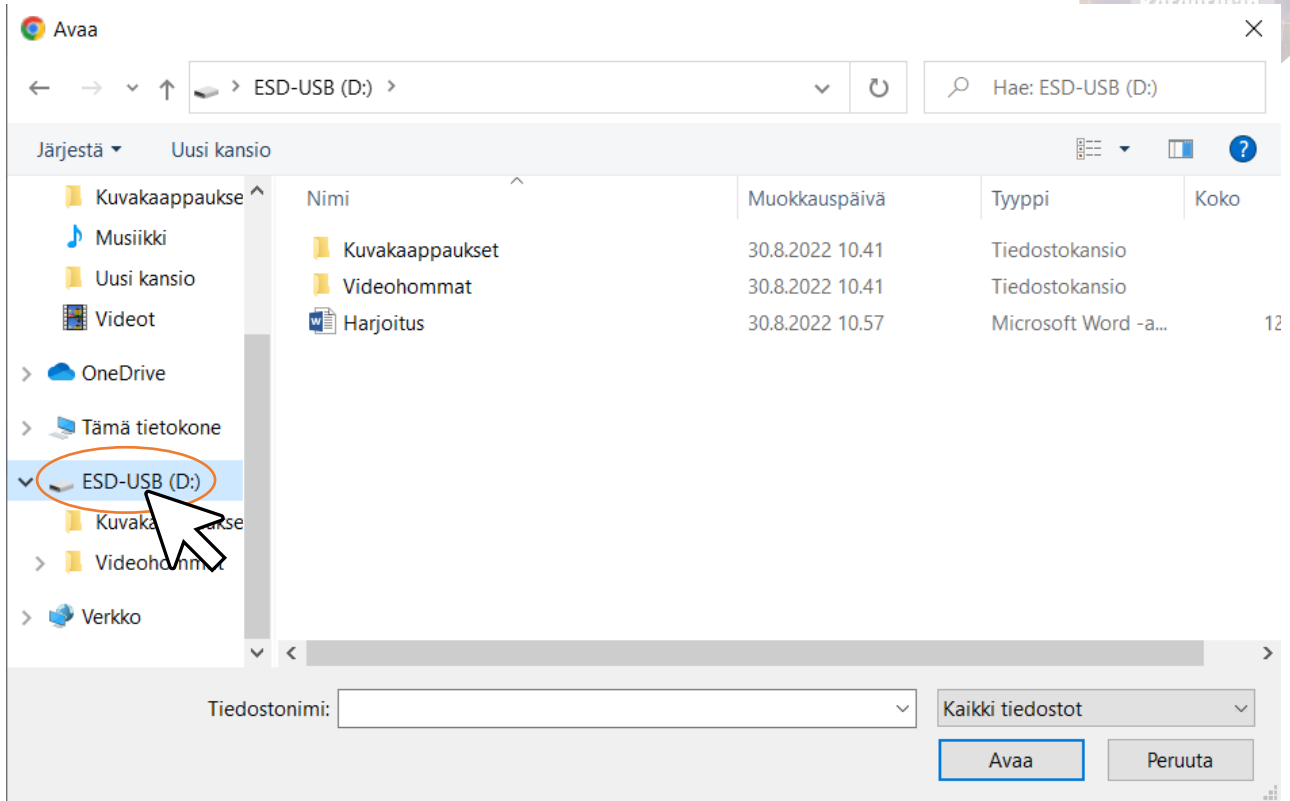 Avaa
ESD-USB (D:)
Hae: ESD-USB (D:)
Järjestä
Uusi kansio
Kuvakaappaukse
Musiikki
Uusi kansio
Videot
OneDrive
Tämä tietokone
ESD-USB (D:)
Verkko
Nimi Muokkauspäivä Tyyppi Koko
Kuvakaappaukset 30.8.2022 10.41 Tiedostokansio
Videohommat 30.8.2022 10.41 Tiedostokansio
Harjoitus 30.8.2022 10.57 Microsoft Word -a... 12
Tiedostonimi:
Kaikki tiedostot
Avaa
Peruuta